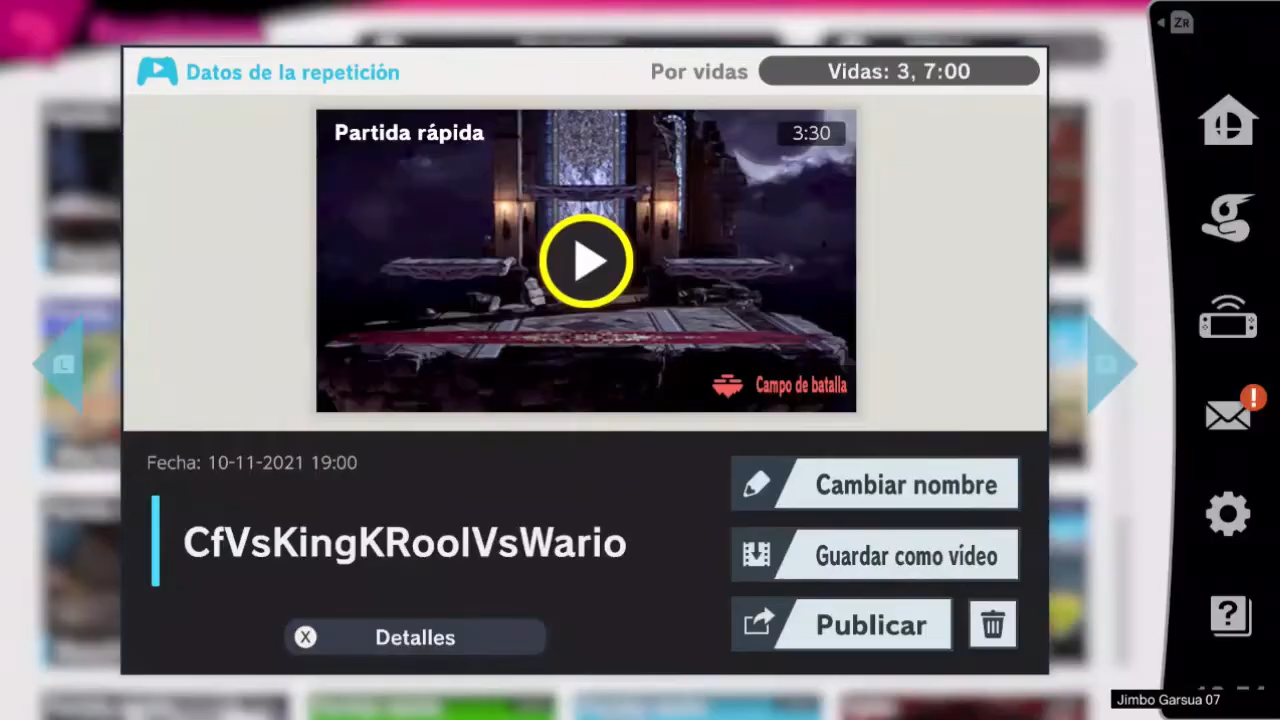 ZR
Datos de la repetición
Por vidas
Vidas: 3, 7:00
Partida rápida
3:30
Campo de batalla
L
Fecha: 10-11-2021 19:00
CfVsKingKRoolVsWario
Cambiar nombre
Guardar como vídeo
Publicar
X Detalles
Jimbo Garsua 07